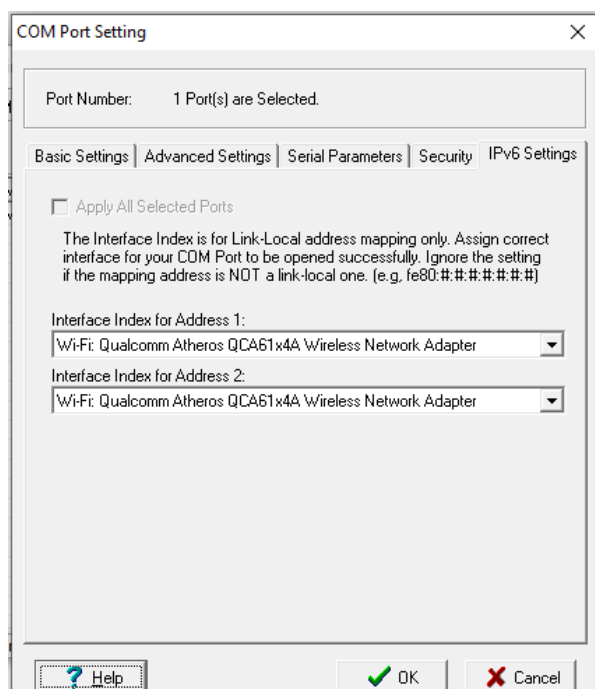 COM Port Setting
Port Number: 1 Port(s) are Selected.
Basic Settings Advanced Settings Serial Parameters Security IPv6 Settings
Apply All Selected Ports
The Interface Index is for Link-Local address mapping only. Assign correct
interface for your COM Port to be opened successfully. Ignore the setting
if the mapping address is NOT a link-local one. (e.g, fe80:#:#:#:#:#:#:#)
Interface Index for Address 1:
Wi-Fi: Qualcomm Atheros QCA61x4A Wireless Network Adapter
Interface Index for Address 2:
Wi-Fi: Qualcomm Atheros QCA61x4A Wireless Network Adapter
? Help OK Cancel